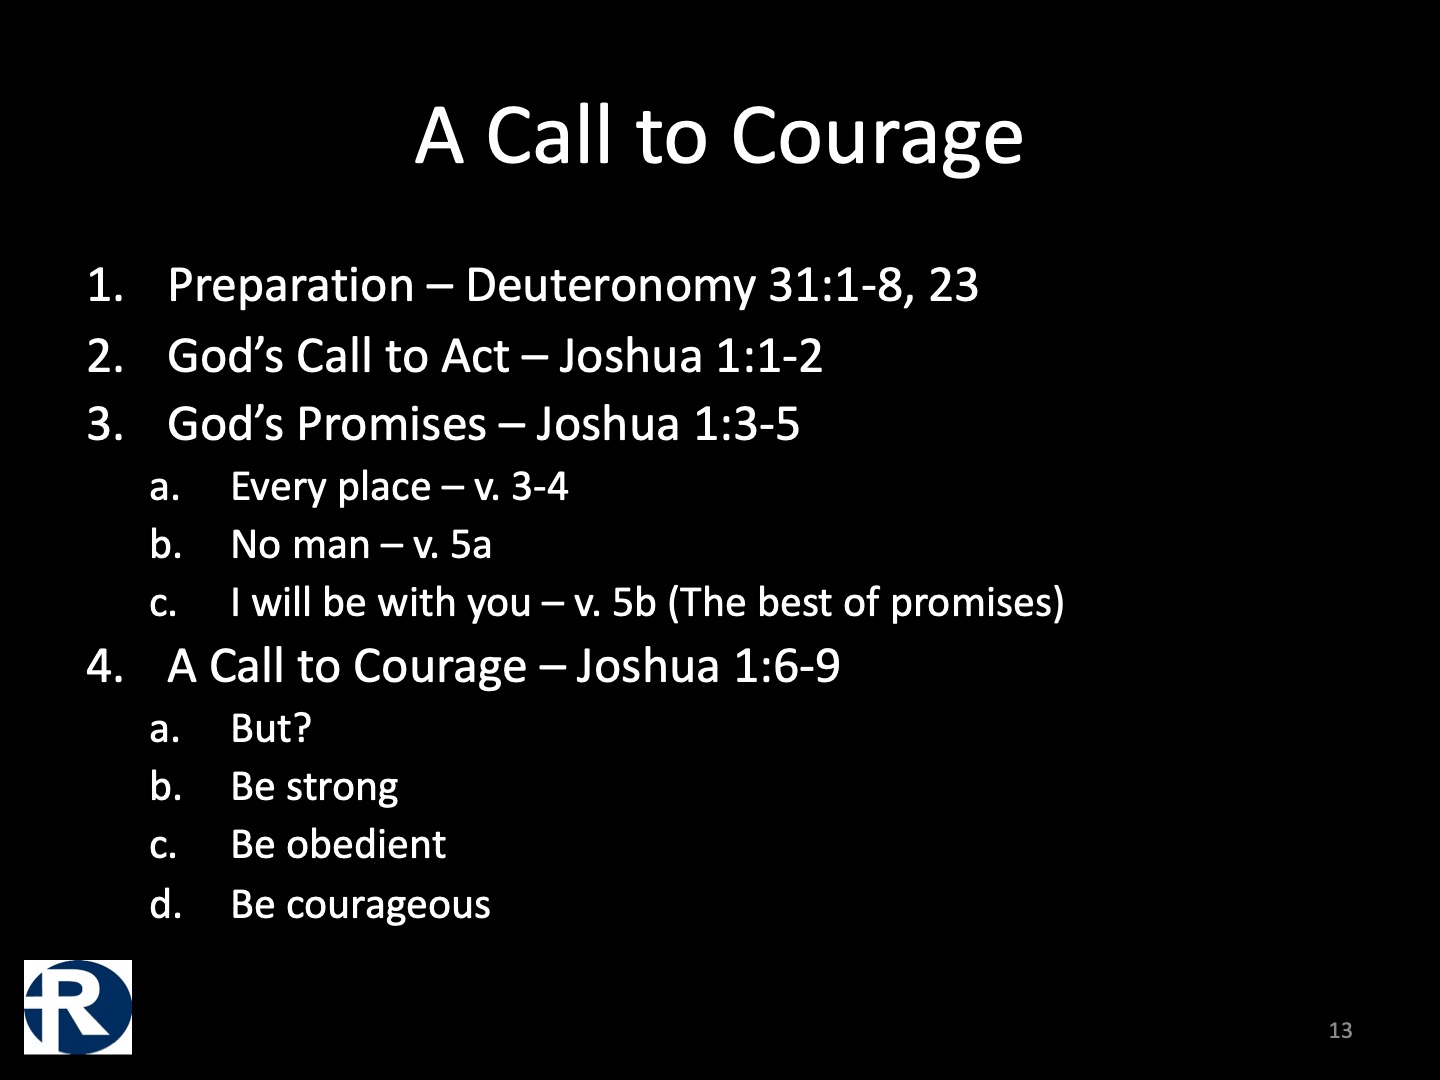 A Call to Courage
1. Preparation – Deuteronomy 31:1-8, 23
2. God’s Call to Act – Joshua 1:1-2
3. God’s Promises – Joshua 1:3-5
a. Every place – v. 3-4
b. No man – v. 5a
c. I will be with you – v. 5b (The best of promises)
4. A Call to Courage – Joshua 1:6-9
a. But?
b. Be strong
c. Be obedient
d. Be courageous
R
13